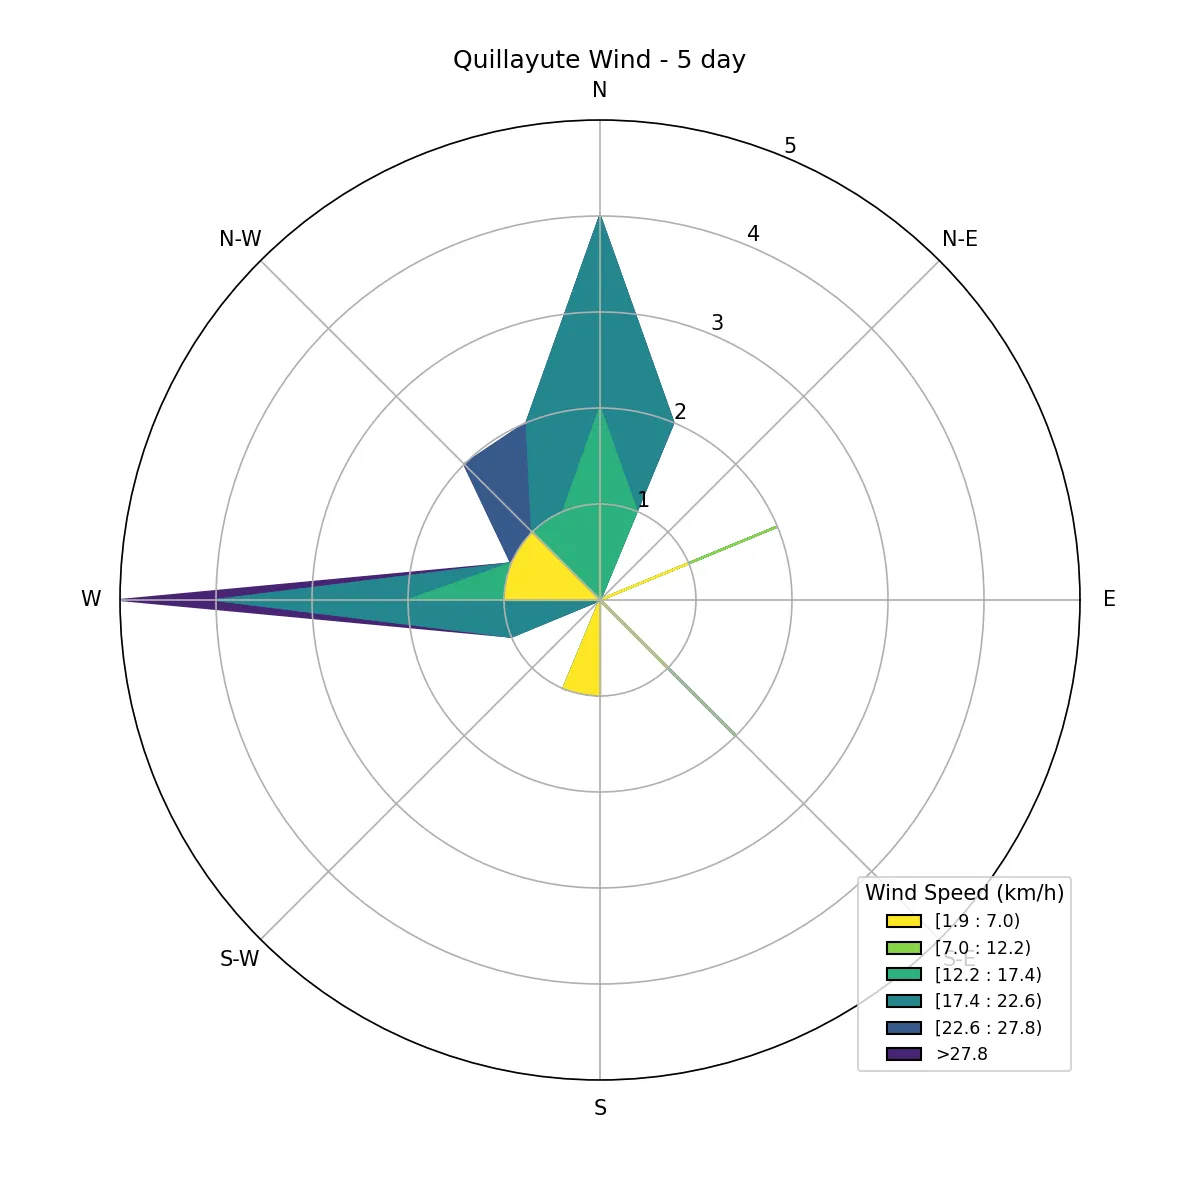 Quillayute Wind - 5 day
N
5
N-W
4
N-E
3
2
1
W
E
Wind Speed (km/h)
[1.9 : 7.0)
[7.0 : 12.2)
S-W
S-E
[12.2 : 17.4)
[17.4 : 22.6)
[22.6 : 27.8)
>27.8
S